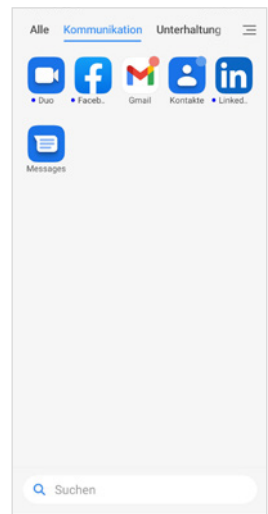 Alle Kommunikation Unterhaltung
Duo Faceb.. Gmail Kontakte Linked..
Messages
Suchen